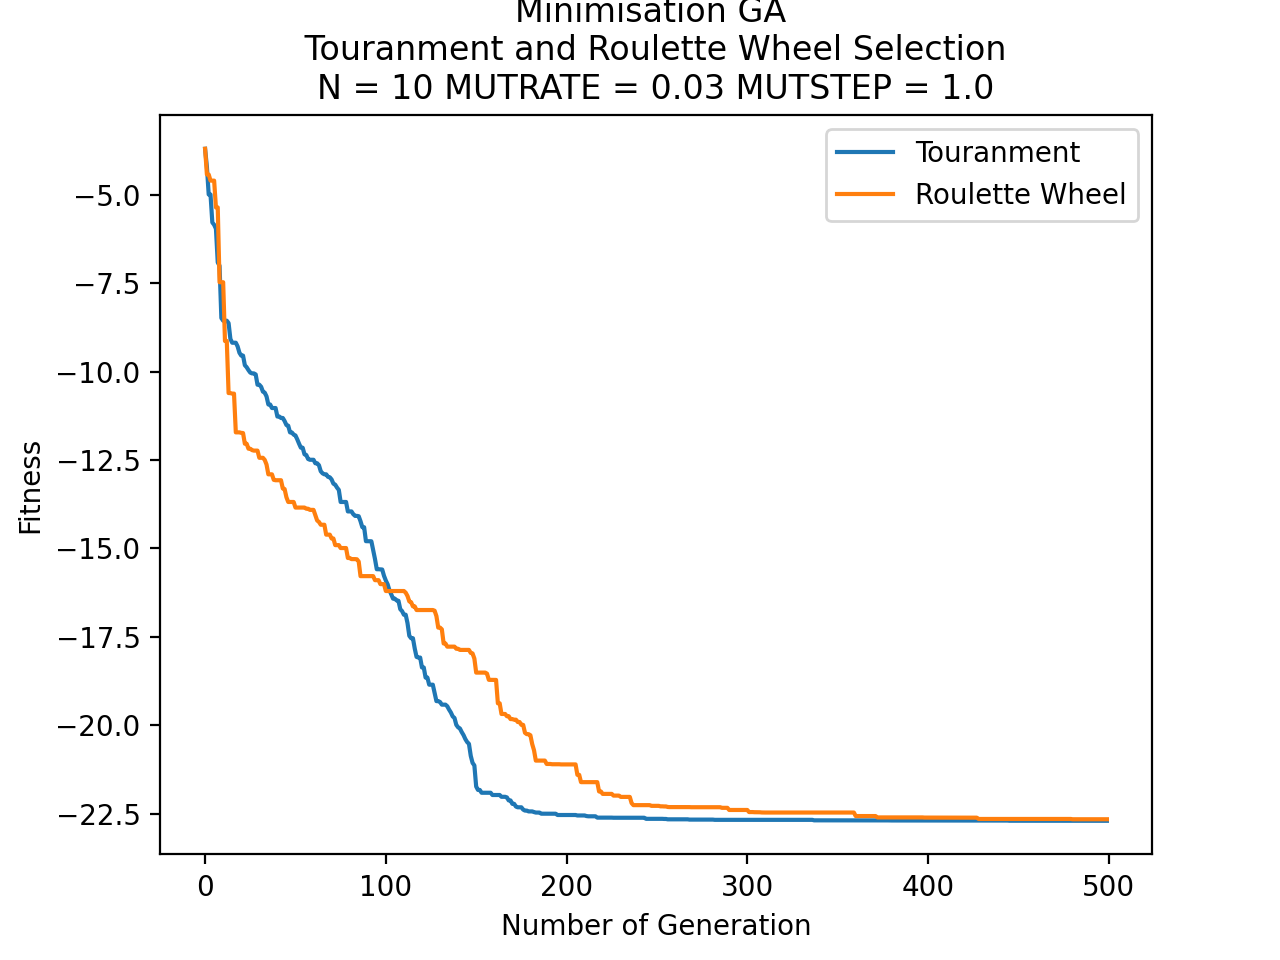 Minimisation GA
Touranment and Roulette Wheel Selection
N = 10 MUTRATE = 0.03 MUTSTEP = 1.0
Touranment
Roulette Wheel
−5.0
−7.5
−10.0
−12.5
−15.0
−17.5
−20.0
−22.5
Fitness
0 100 200 300 400 500
Number of Generation